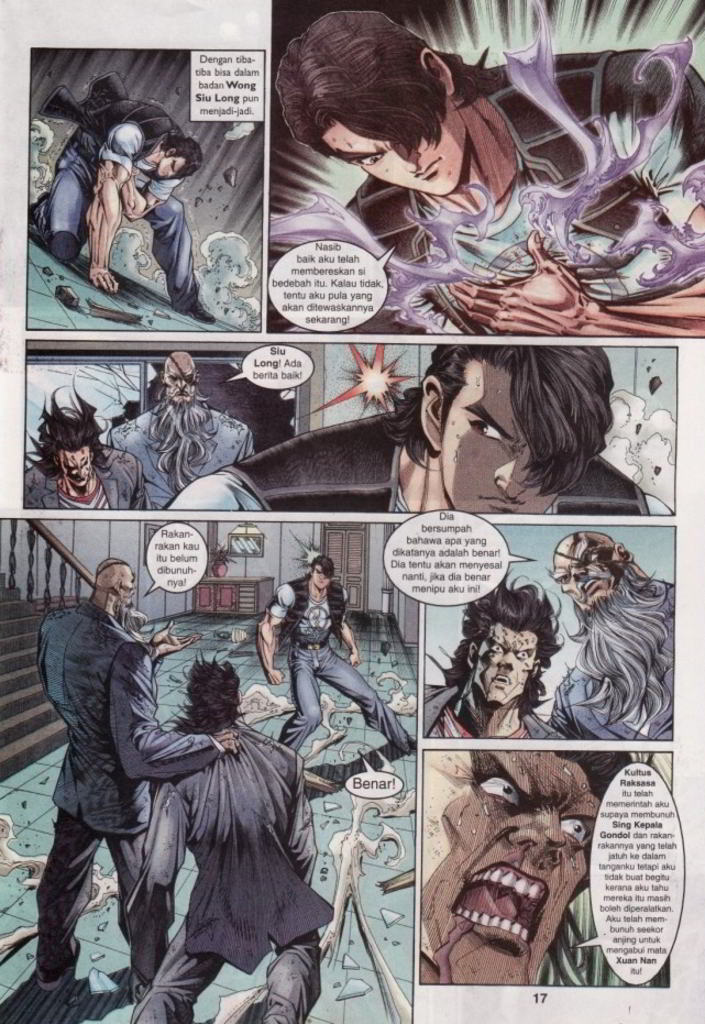 Dengan tiba-
tiba bisa dalam
badan Wong
Siu Long pun
menjadi-jadi.
Nasib
baik aku telah
membereskan si
bedebah itu. Kalau tidak,
tentu aku pula yang
akan ditewaskannya
sekarang!
Siu
Long! Ada
berita baik!
Rakan-
rakan kau
itu belum
dibunuh-
nya!
Benar!
Dia
bersumpah
bahawa apa yang
dikatanya adalah benar!
Dia tentu akan menyesal
nanti, jika dia benar
menipu aku ini!
Kultus
Raksasa
itu telah
memerintah aku
supaya membunuh
Sing Kepala
Gondol dan rakan-
rakannya yang telah
jatuh ke dalam
tanganku tetapi aku
tidak buat begitu
kerana aku tahu
mereka itu masih
boleh diperalatkan.
Aku telah mem-
bunuh seekor
anjing untuk
mengabui mata
Xuan Nan
itu!
17